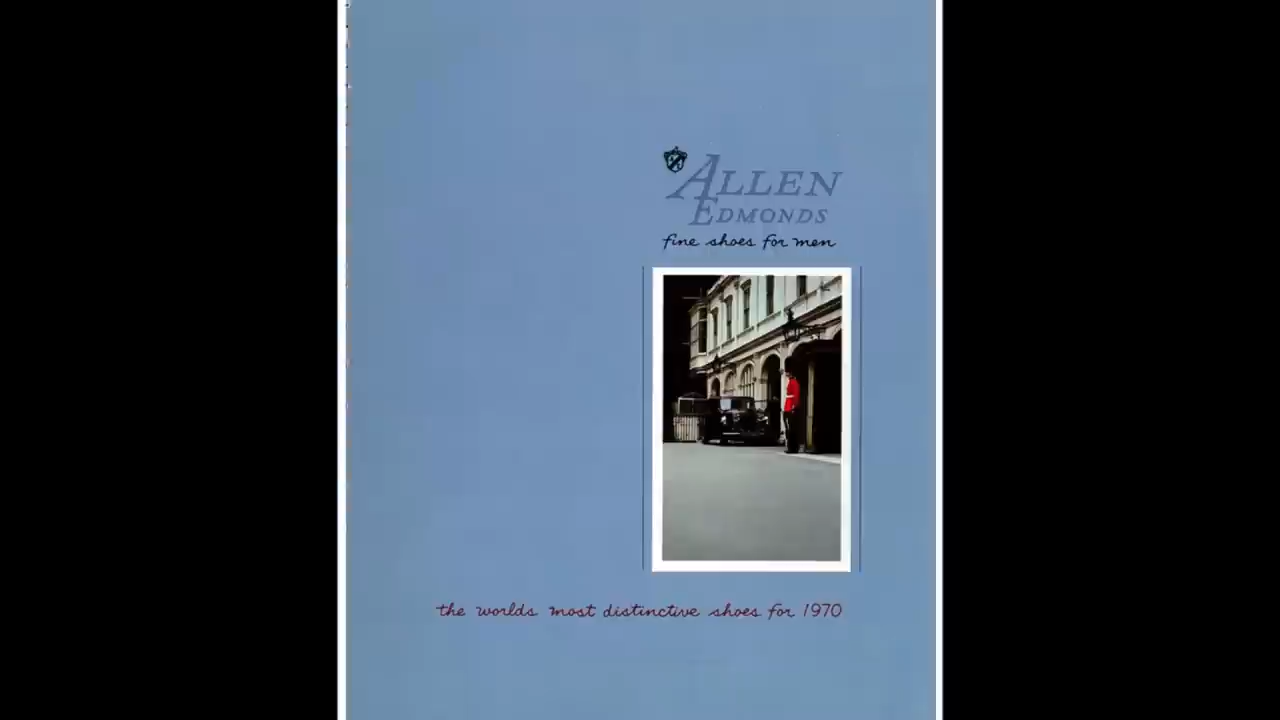 ALLEN
EDMONDS
fine shoes for men
the worlds most distinctive shoes for 1970